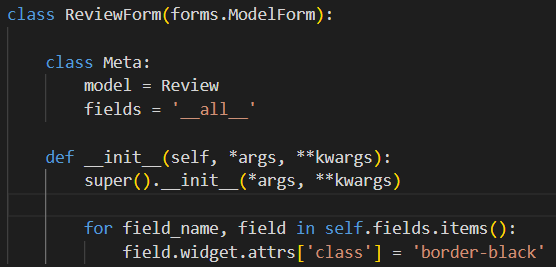 class ReviewForm(forms.ModelForm):
    class Meta:
        model = Review
        fields = '__all__'
    def __init__(self, *args, **kwargs):
        super().__init__(*args, **kwargs)
        for field_name, field in self.fields.items():
            field.widget.attrs['class'] = 'border-black'